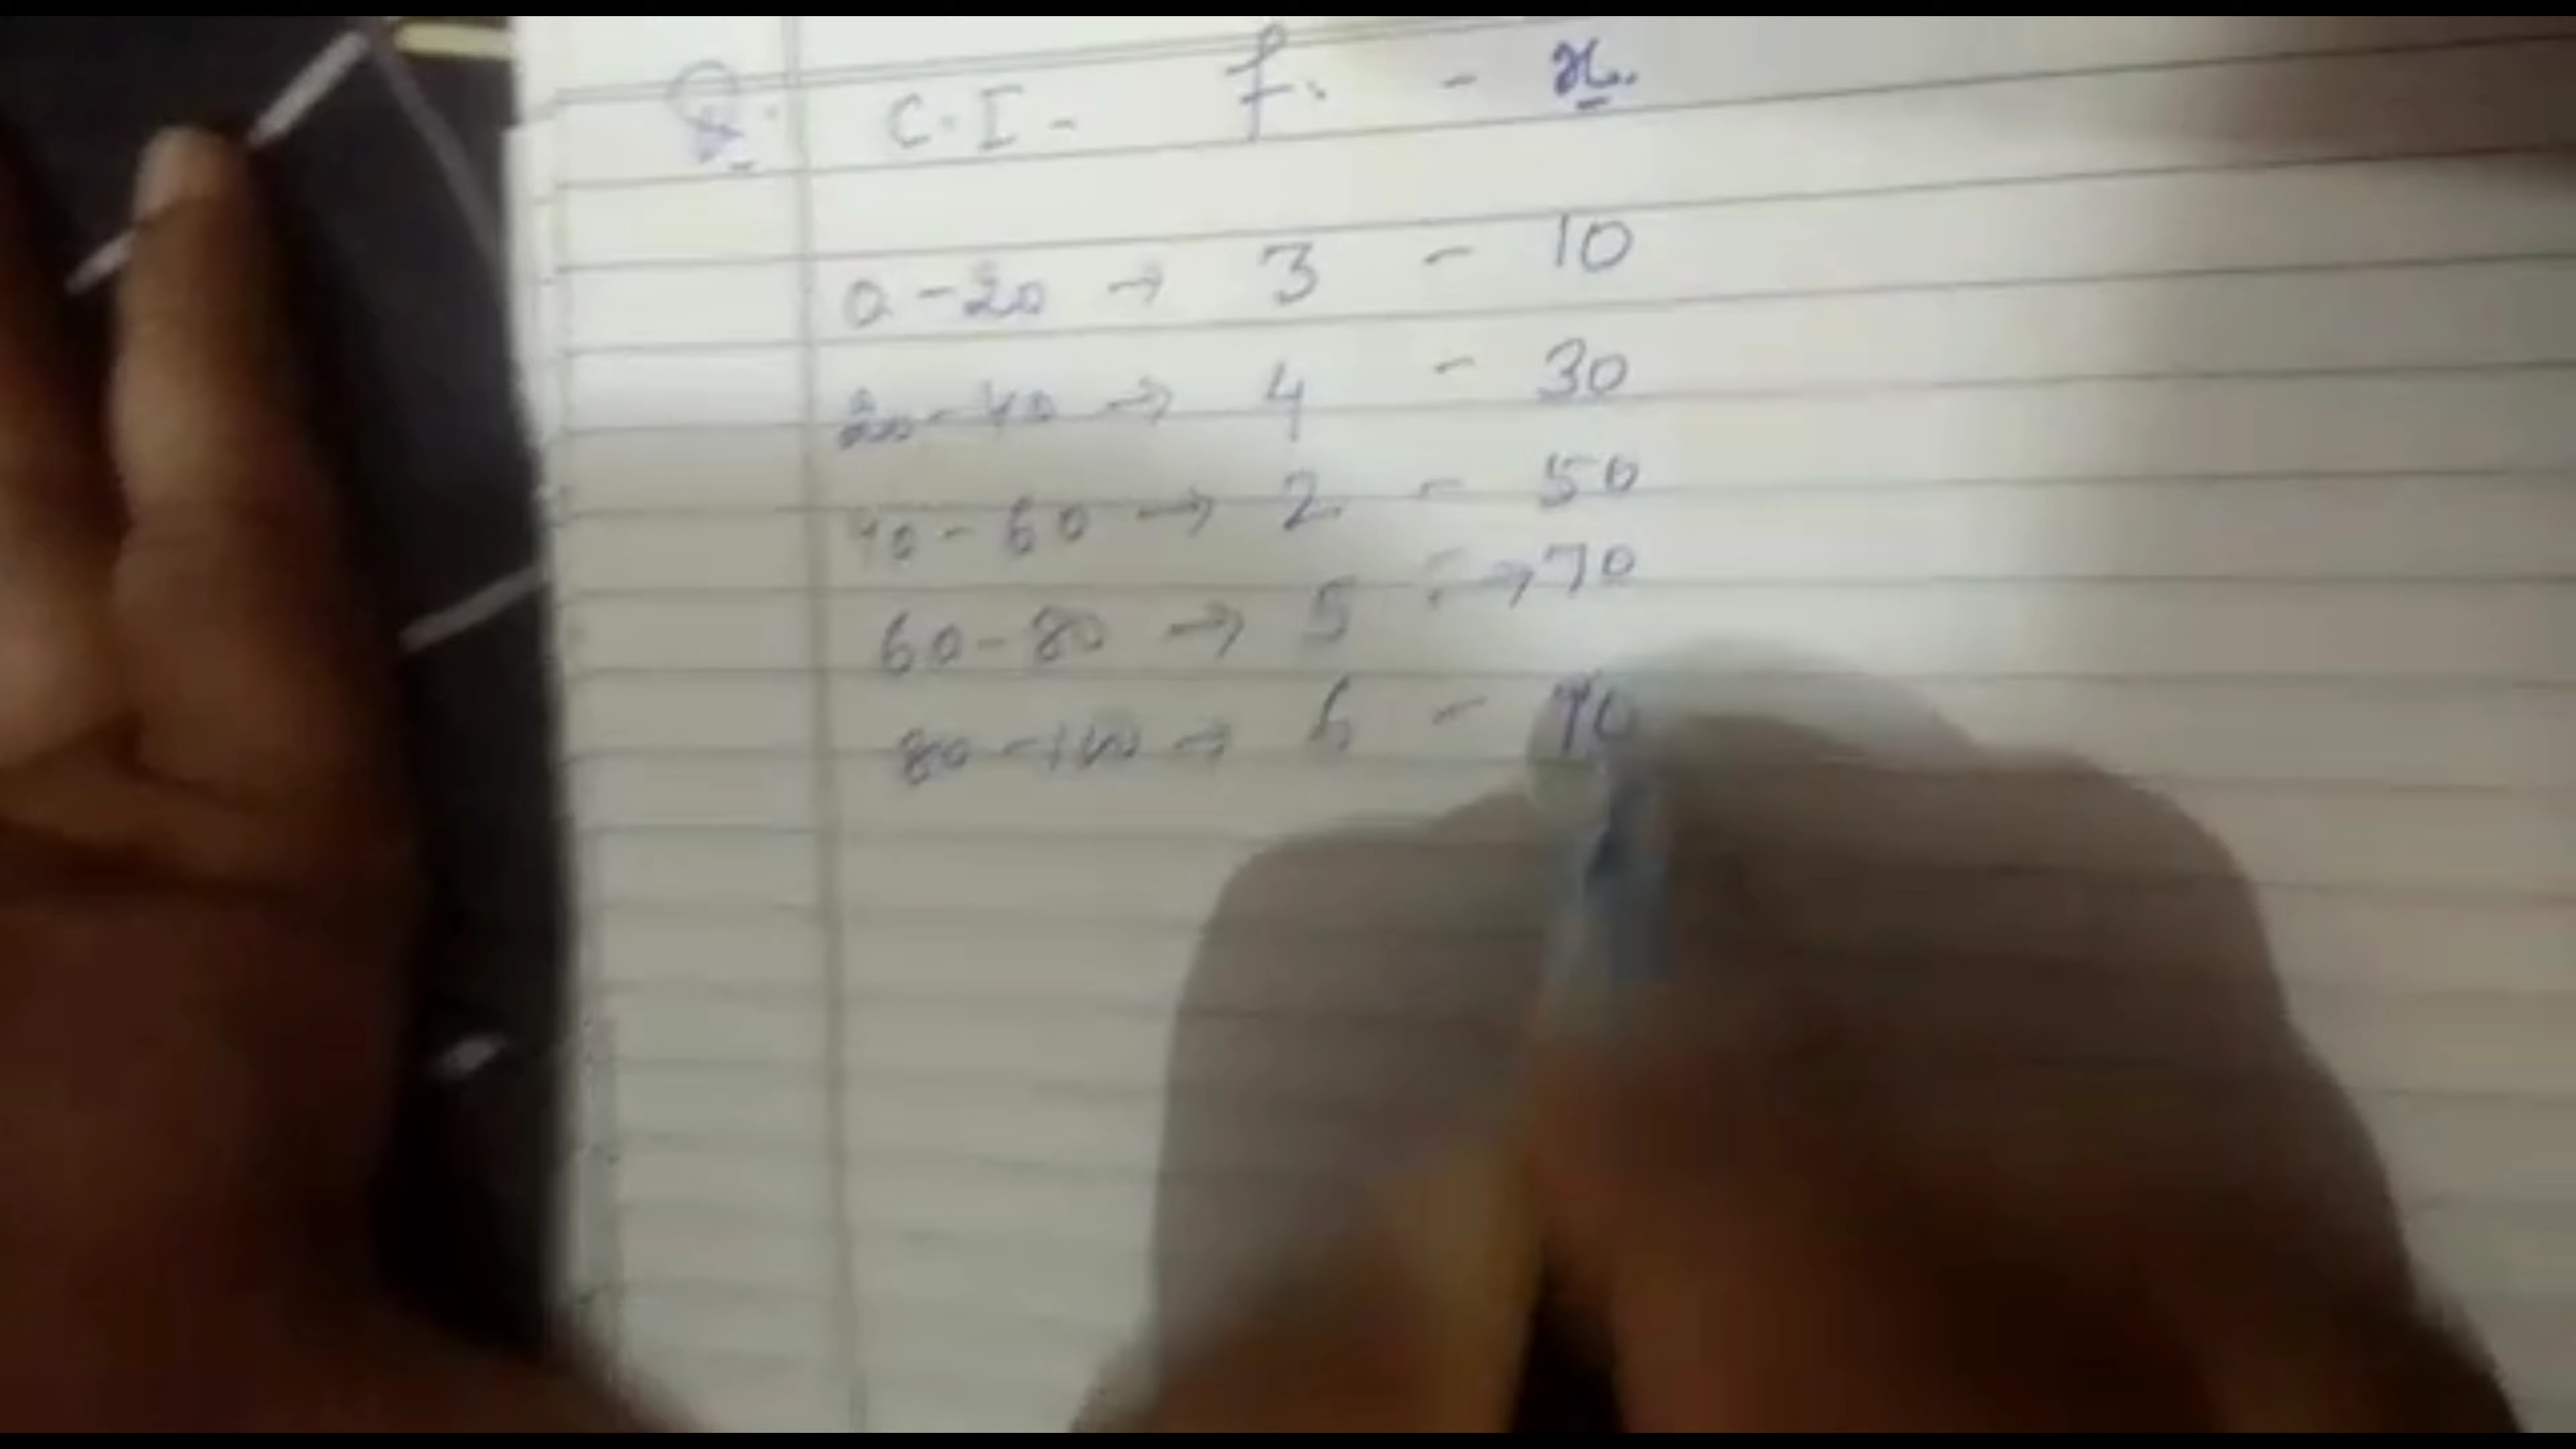 Q. C.I - f. - x.
0-20 → 3 - 10
20-40 → 4 - 30
40-60 → 2 - 50
60-80 → 5 → 70
80-100 → 6 - 90